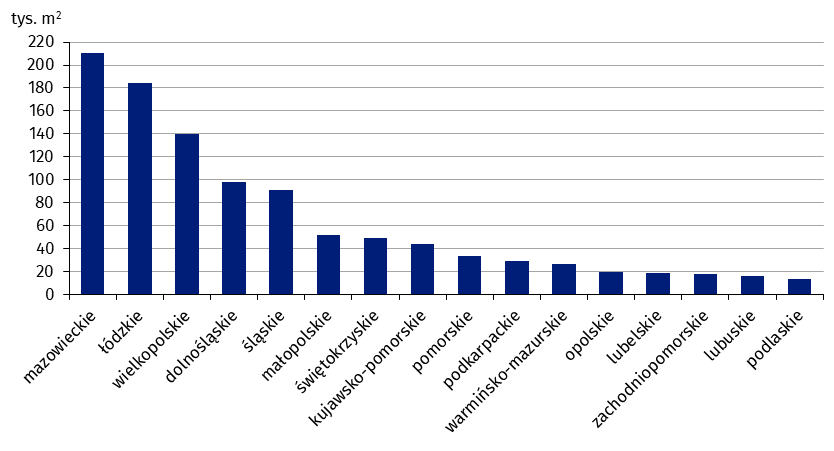 tys. m²
220
200
180
160
140
120
100
80
60
40
20
0
mazowieckie
łódzkie
wielkopolskie
dolnośląskie
śląskie
małopolskie
świętokrzyskie
kujawsko-pomorskie
pomorskie
podkarpackie
warmińsko-mazurskie
opolskie
lubelskie
zachodniopomorskie
lubuskie
podlaskie